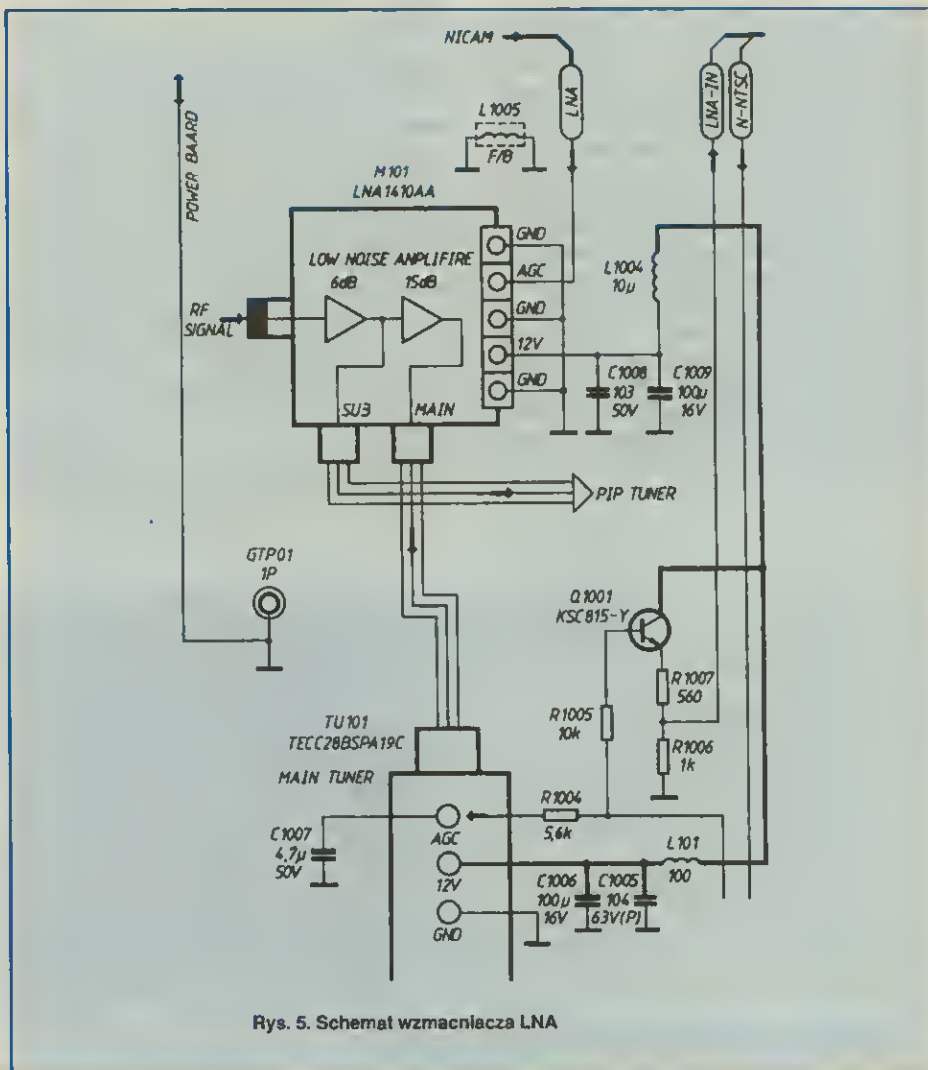 NICAM
POWER BAARD
L1005
F/B
LNA
LNA-IN
N-NTSC
M101
LNA1410AA
LOW NOISE AMPLIFIRE
6dB
15dB
RF
SIGNAL
GND
AGC
GND
12V
GND
L1004
10µ
C1008
103
50V
C1009
100µ
16V
SUB
MAIN
PIP TUNER
GTP01
1P
Q1001
KSC815-Y
R1007
560
R1005
10k
R1006
1k
TU101
TECC28BSPA19C
MAIN TUNER
R1004
5,6k
AGC
C1007
4,7µ
50V
12V
GND
L101
100
C1006
100µ
16V
C1005
104
63V(P)
Rys. 5. Schemat wzmacniacza LNA